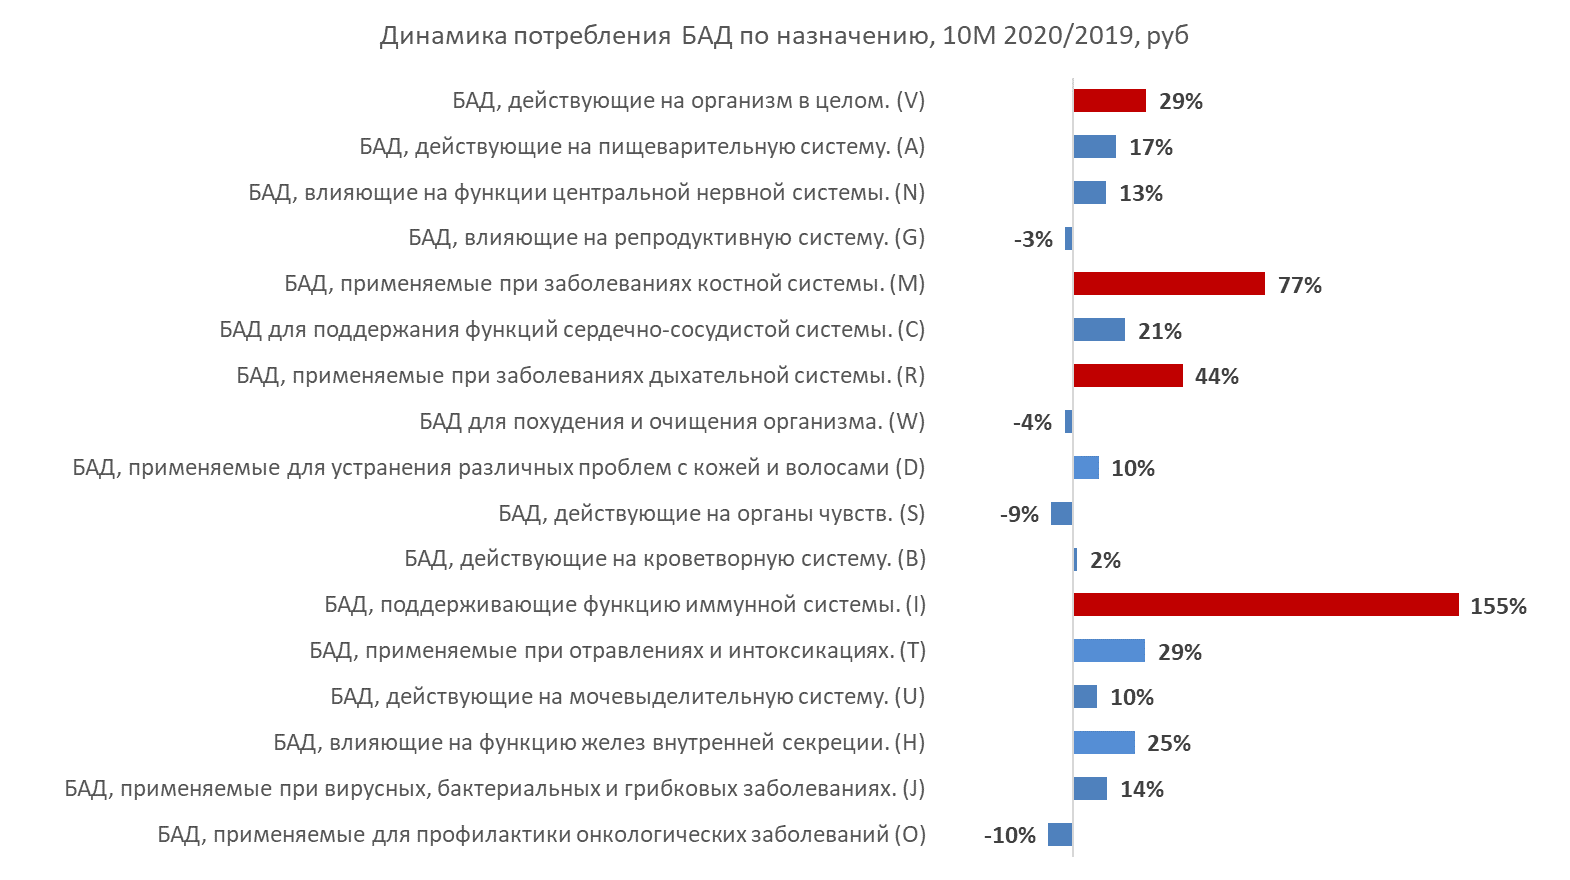 Динамика потребления БАД по назначению, 10М 2020/2019, руб
БАД, действующие на организм в целом. (V) 29%
БАД, действующие на пищеварительную систему. (A) 17%
БАД, влияющие на функции центральной нервной системы. (N) 13%
БАД, влияющие на репродуктивную систему. (G) -3%
БАД, применяемые при заболеваниях костной системы. (M) 77%
БАД для поддержания функций сердечно-сосудистой системы. (C) 21%
БАД, применяемые при заболеваниях дыхательной системы. (R) 44%
БАД для похудения и очищения организма. (W) -4%
БАД, применяемые для устранения различных проблем с кожей и волосами (D) 10%
БАД, действующие на органы чувств. (S) -9%
БАД, действующие на кроветворную систему. (B) 2%
БАД, поддерживающие функцию иммунной системы. (I) 155%
БАД, применяемые при отравлениях и интоксикациях. (T) 29%
БАД, действующие на мочевыделительную систему. (U) 10%
БАД, влияющие на функцию желез внутренней секреции. (H) 25%
БАД, применяемые при вирусных, бактериальных и грибковых заболеваниях. (J) 14%
БАД, применяемые для профилактики онкологических заболеваний (O) -10%